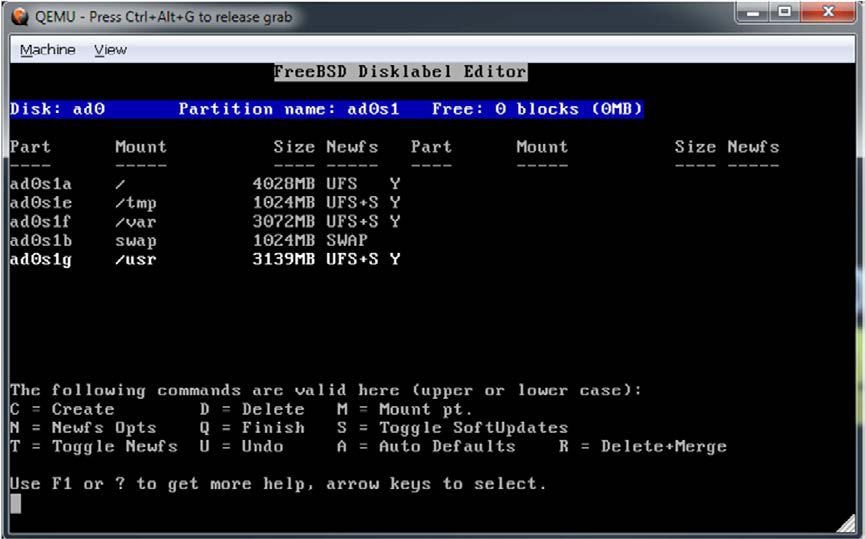 QEMU - Press Ctrl+Alt+G to release grab
Machine View
FreeBSD Disklabel Editor
Disk: ad0 Partition name: ad0s1 Free: 0 blocks (0MB)
Part Mount Size Newfs Part Mount Size Newfs
---- ----- ---- ----- ---- ----- ---- -----
ad0s1a / 4028MB UFS Y
ad0s1e /tmp 1024MB UFS+S Y
ad0s1f /var 3072MB UFS+S Y
ad0s1b swap 1024MB SWAP
ad0s1g /usr 3139MB UFS+S Y
The following commands are valid here (upper or lower case):
C = Create D = Delete M = Mount pt.
N = Newfs Opts Q = Finish S = Toggle SoftUpdates
T = Toggle Newfs U = Undo A = Auto Defaults R = Delete+Merge
Use F1 or ? to get more help, arrow keys to select.